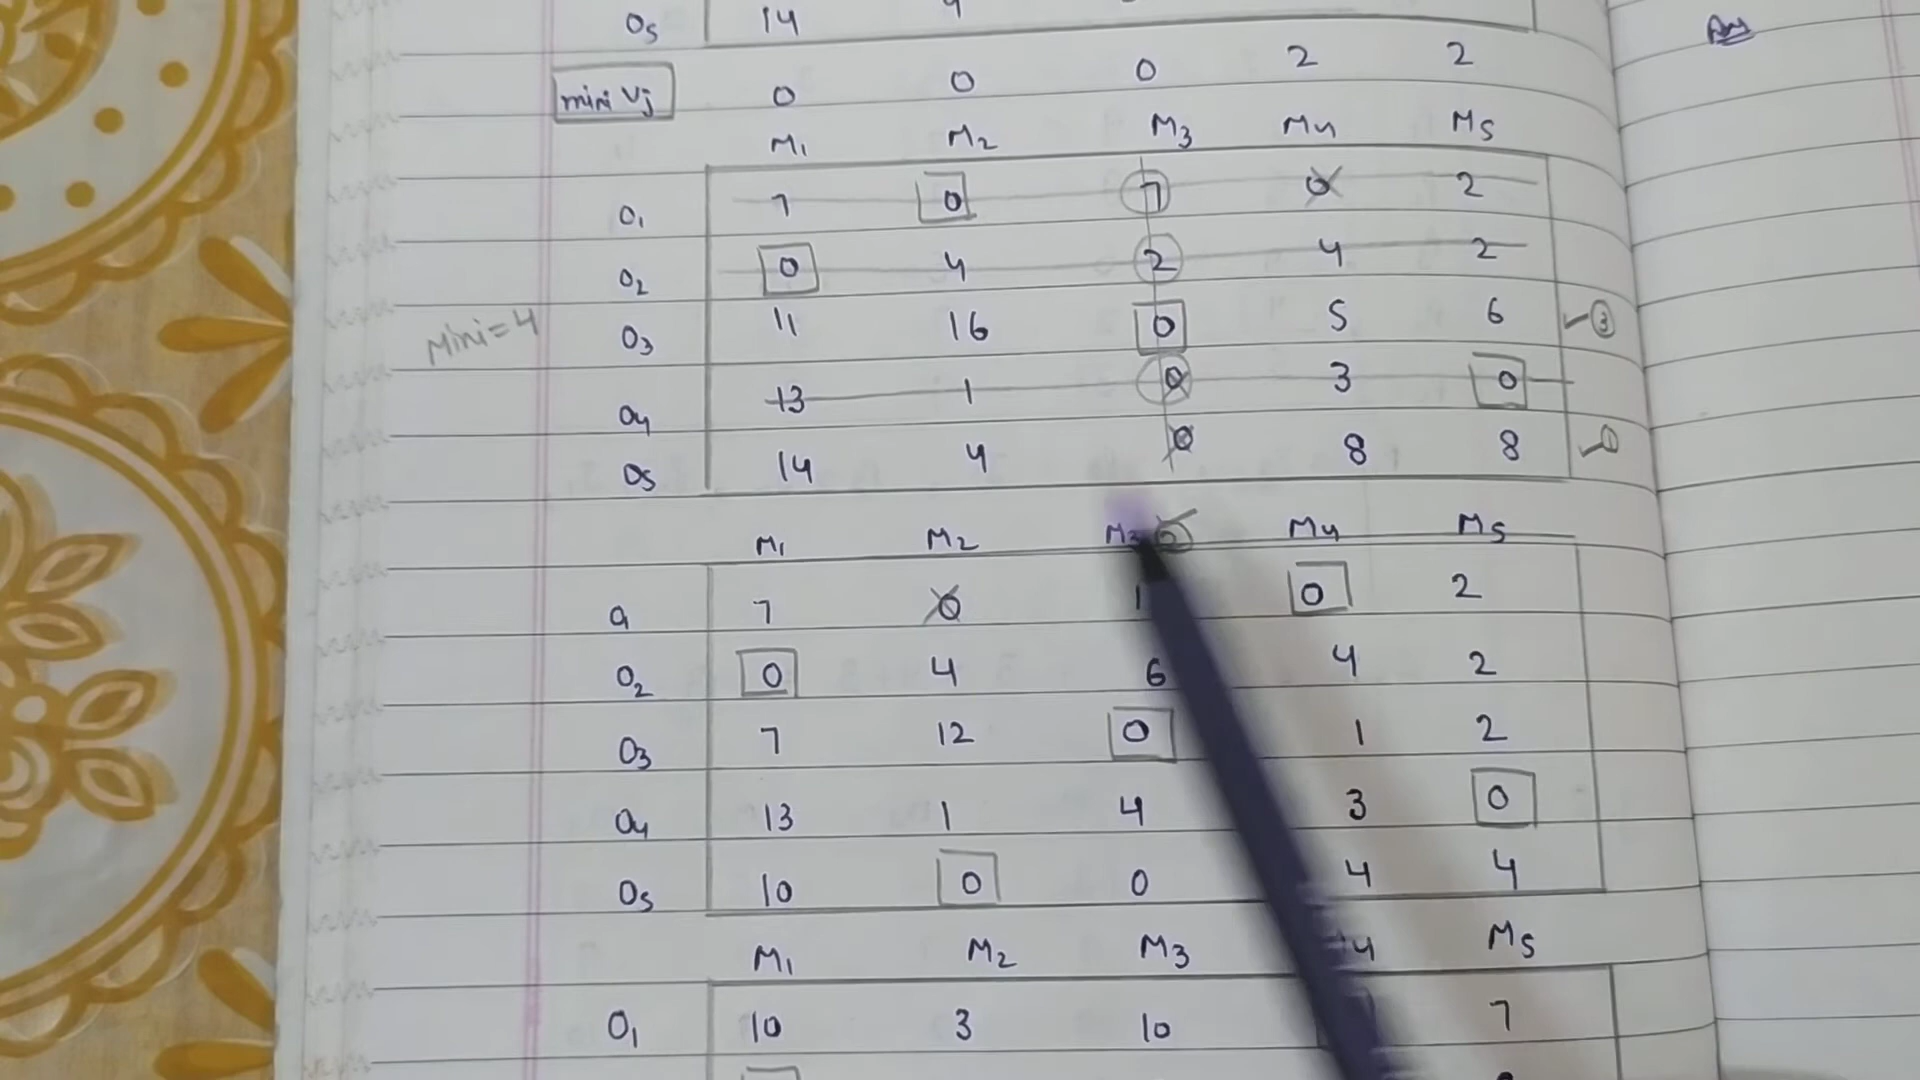 O5 14
Ans
mini Vj 0 0 0 2 2
M1 M2 M3 M4 M5
O1 7 0 7 0 2
O2 0 4 2 4 2
Mini=4
O3 11 16 0 5 6 ✓ 3
O4 13 1 0 3 0
O5 14 4 0 8 8 ✓ 1
M1 M2 M3 2 M4 M5
O1 7 0 0 2
O2 0 4 6 4 2
O3 7 12 0 1 2
O4 13 1 4 3 0
O5 10 0 0 4 4
M1 M2 M3 4 M5
O1 10 3 10 7